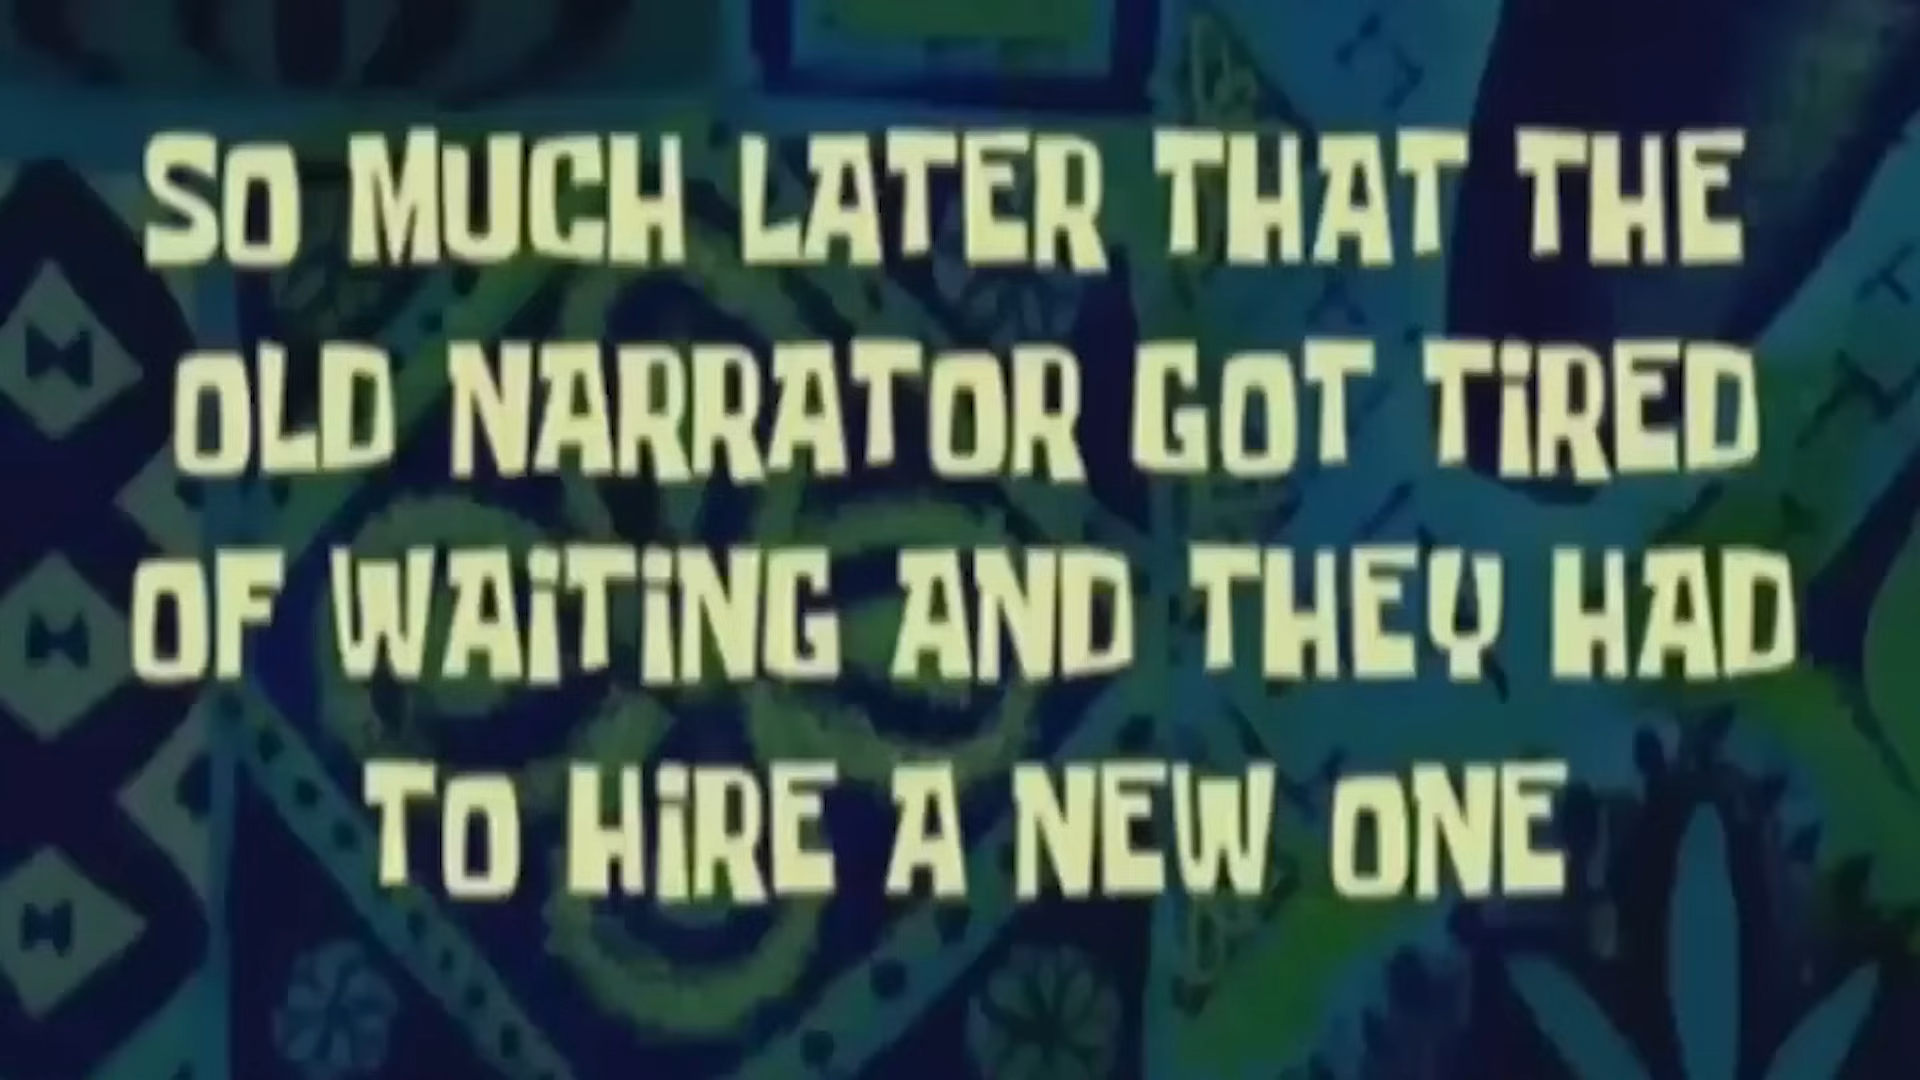 SO MUCH LATER THAT THE
OLD NARRATOR GOT TiRED
OF WAiTiNG AND THEY HAD
TO HiRE A NEW ONE